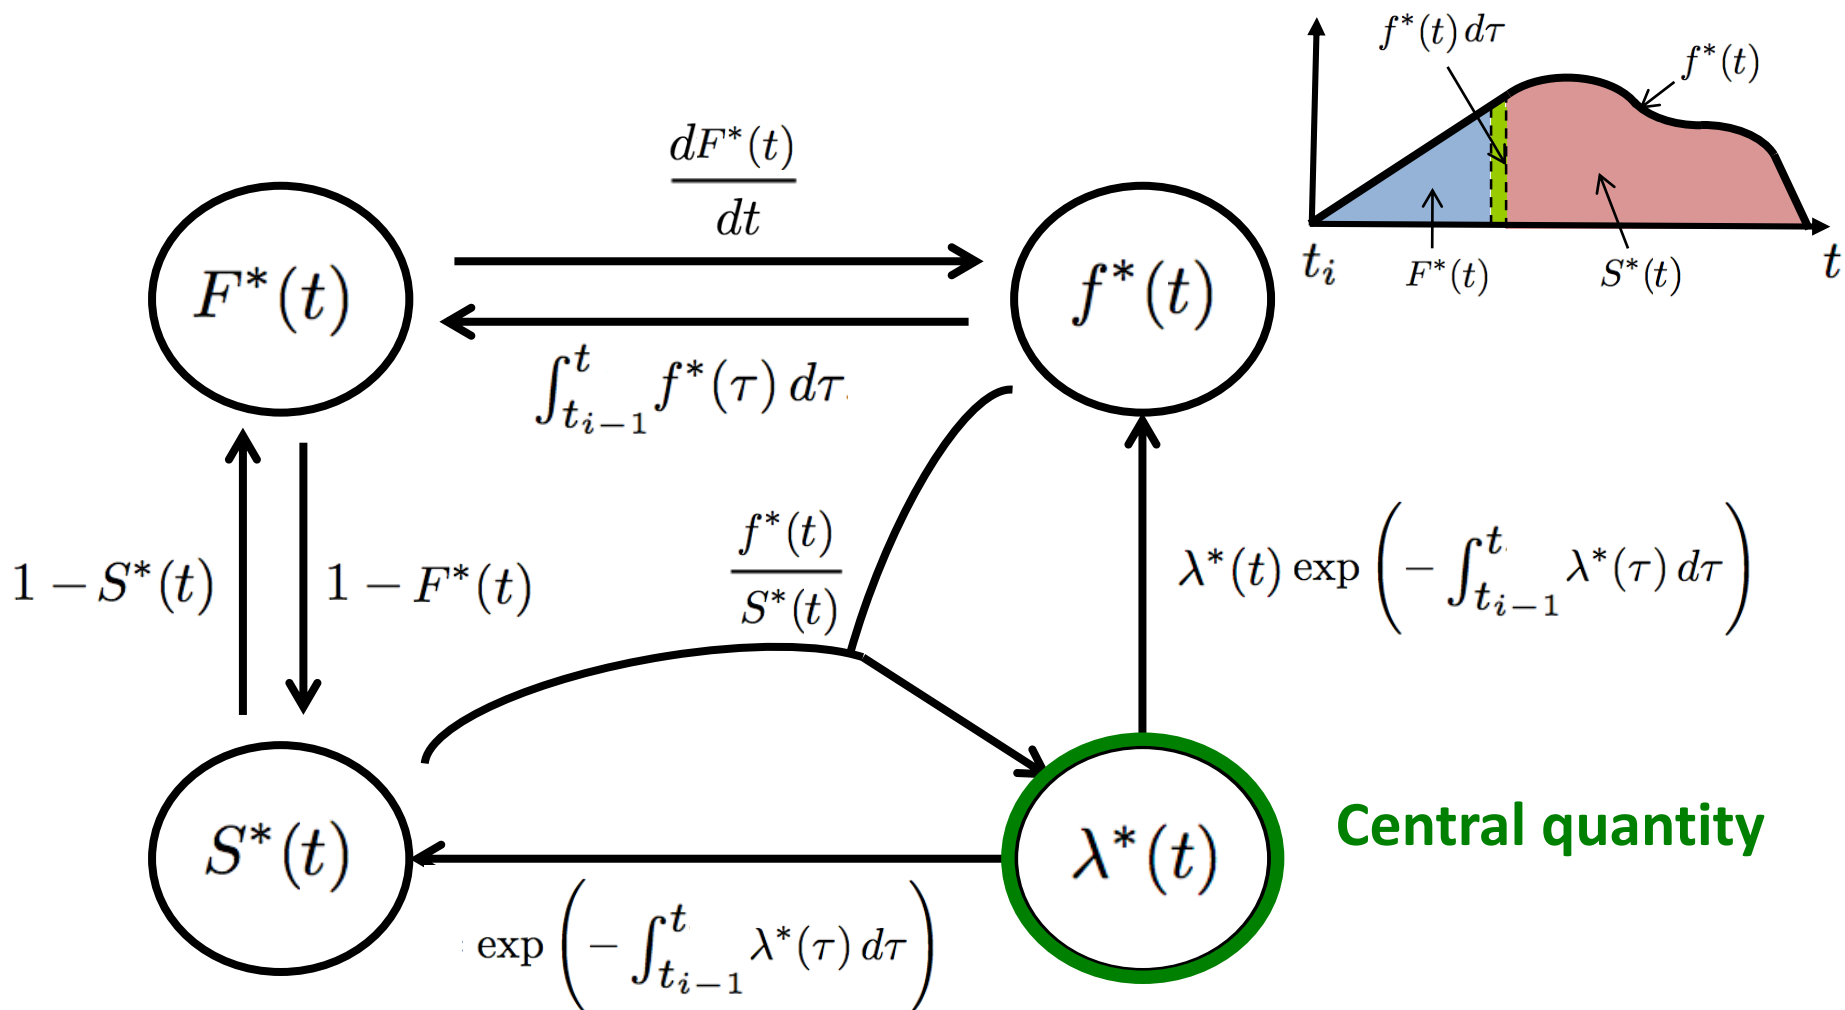 f*(t) dτ
f*(t)
dF*(t)
dt
F*(t)
f*(t)
t_i
F*(t)
S*(t)
t
∫_{t_{i-1}}^{t} f*(τ) dτ
1 − S*(t)
1 − F*(t)
f*(t)
S*(t)
λ*(t) exp ( − ∫_{t_{i-1}}^{t} λ*(τ) dτ )
S*(t)
λ*(t)
Central quantity
exp ( − ∫_{t_{i-1}}^{t} λ*(τ) dτ )